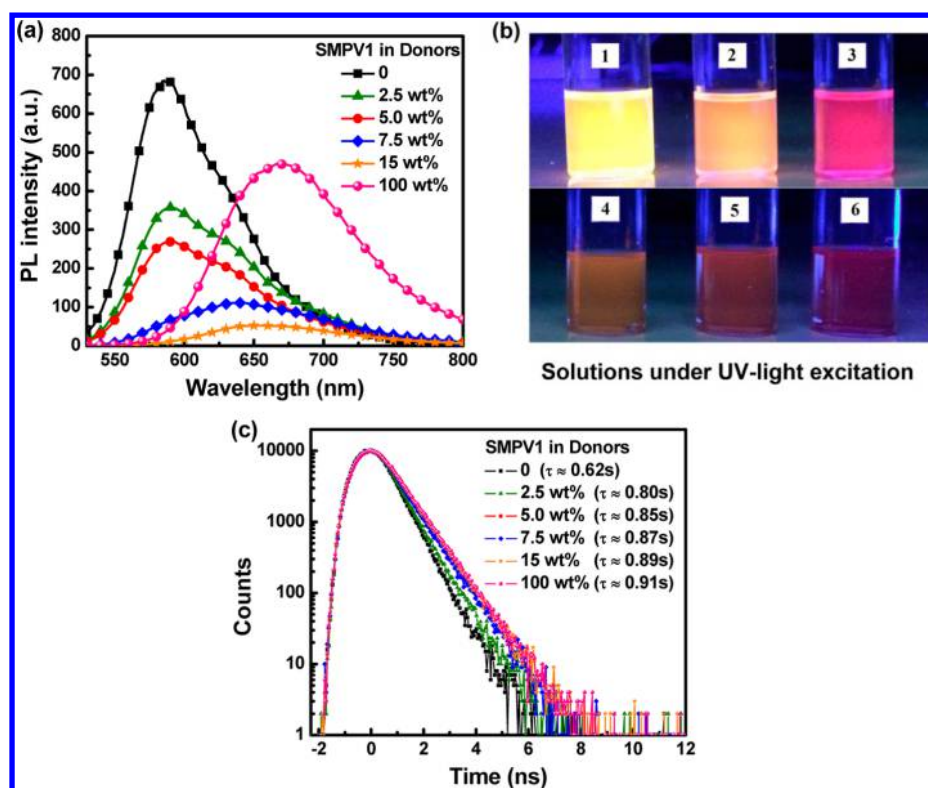 (a)
800
700
600
500
400
300
200
100
0
PL intensity (a.u.)
SMPV1 in Donors
0
2.5 wt%
5.0 wt%
7.5 wt%
15 wt%
100 wt%
550 600 650 700 750 800
Wavelength (nm)
(b)
1 2 3
4 5 6
Solutions under UV-light excitation
(c)
10000
1000
100
10
1
Counts
SMPV1 in Donors
0 (τ ≈ 0.62s)
2.5 wt% (τ ≈ 0.80s)
5.0 wt% (τ ≈ 0.85s)
7.5 wt% (τ ≈ 0.87s)
15 wt% (τ ≈ 0.89s)
100 wt% (τ ≈ 0.91s)
-2 0 2 4 6 8 10 12
Time (ns)